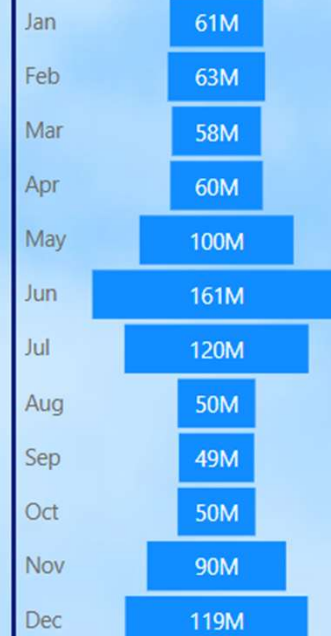 Jan 61M
Feb 63M
Mar 58M
Apr 60M
May 100M
Jun 161M
Jul 120M
Aug 50M
Sep 49M
Oct 50M
Nov 90M
Dec 119M